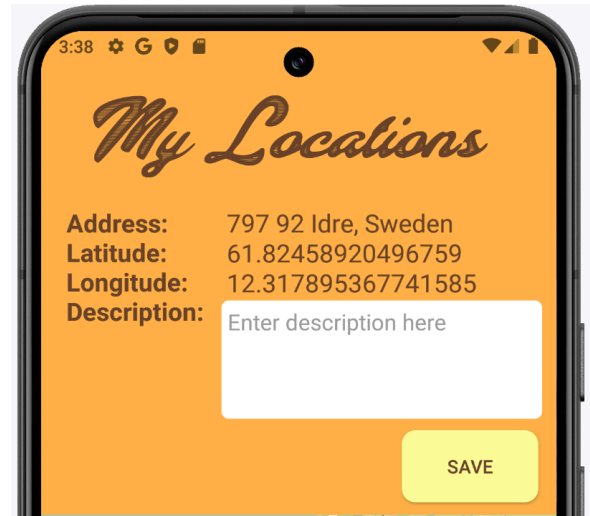 3:38 G
My Locations
Address: 797 92 Idre, Sweden
Latitude: 61.82458920496759
Longitude: 12.317895367741585
Description: Enter description here
SAVE